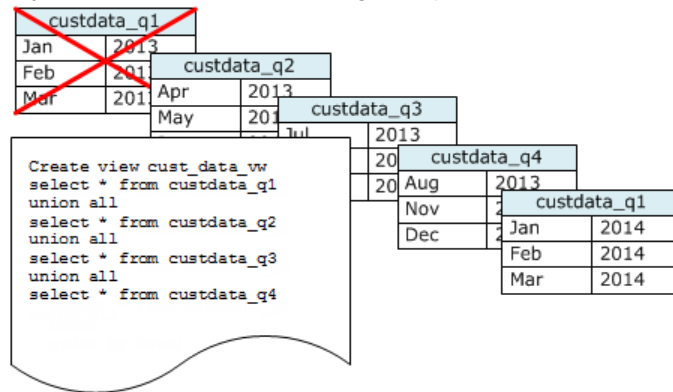 custdata_q1
Jan 2013
Feb
Mar
custdata_q2
Apr 2013
May
custdata_q3
Jul 2013
custdata_q4
Aug 2013
Nov
Dec
custdata_q1
Jan 2014
Feb 2014
Mar 2014
Create view cust_data_vw
select * from custdata_q1
union all
select * from custdata_q2
union all
select * from custdata_q3
union all
select * from custdata_q4